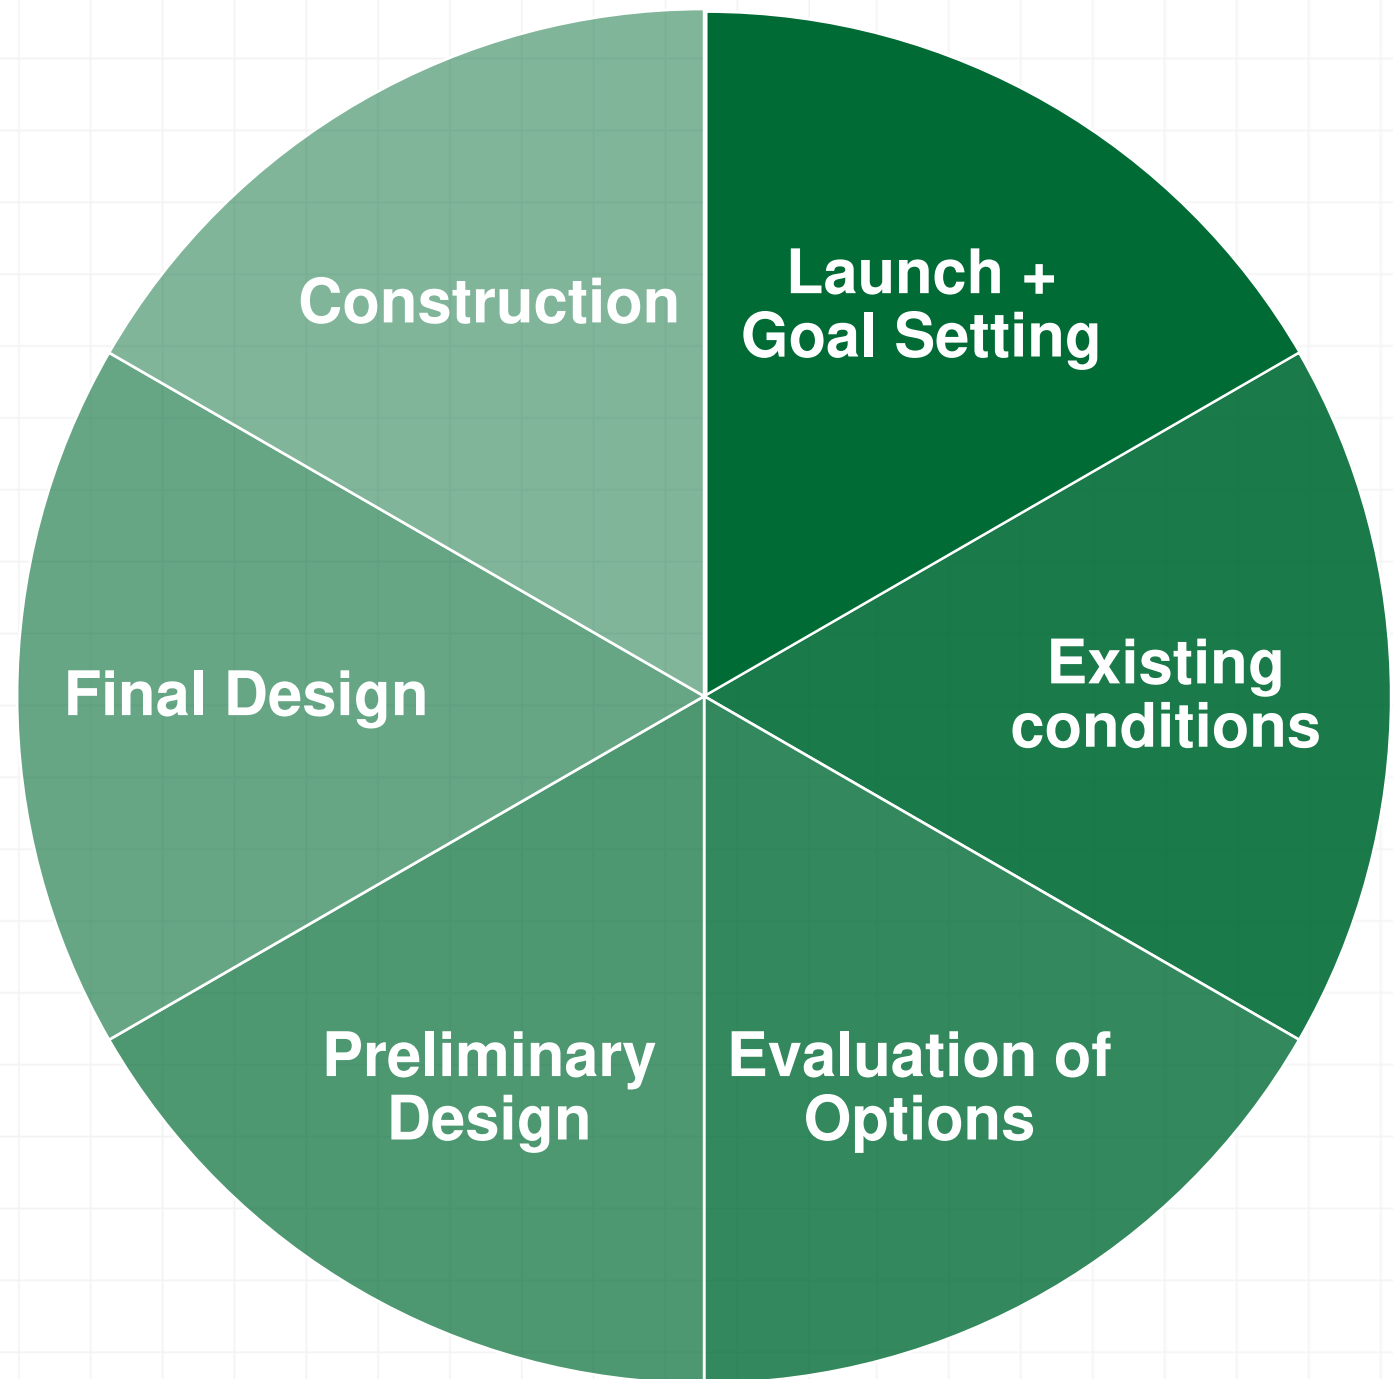 Launch +
Goal Setting
Existing
conditions
Evaluation of
Options
Preliminary
Design
Final Design
Construction